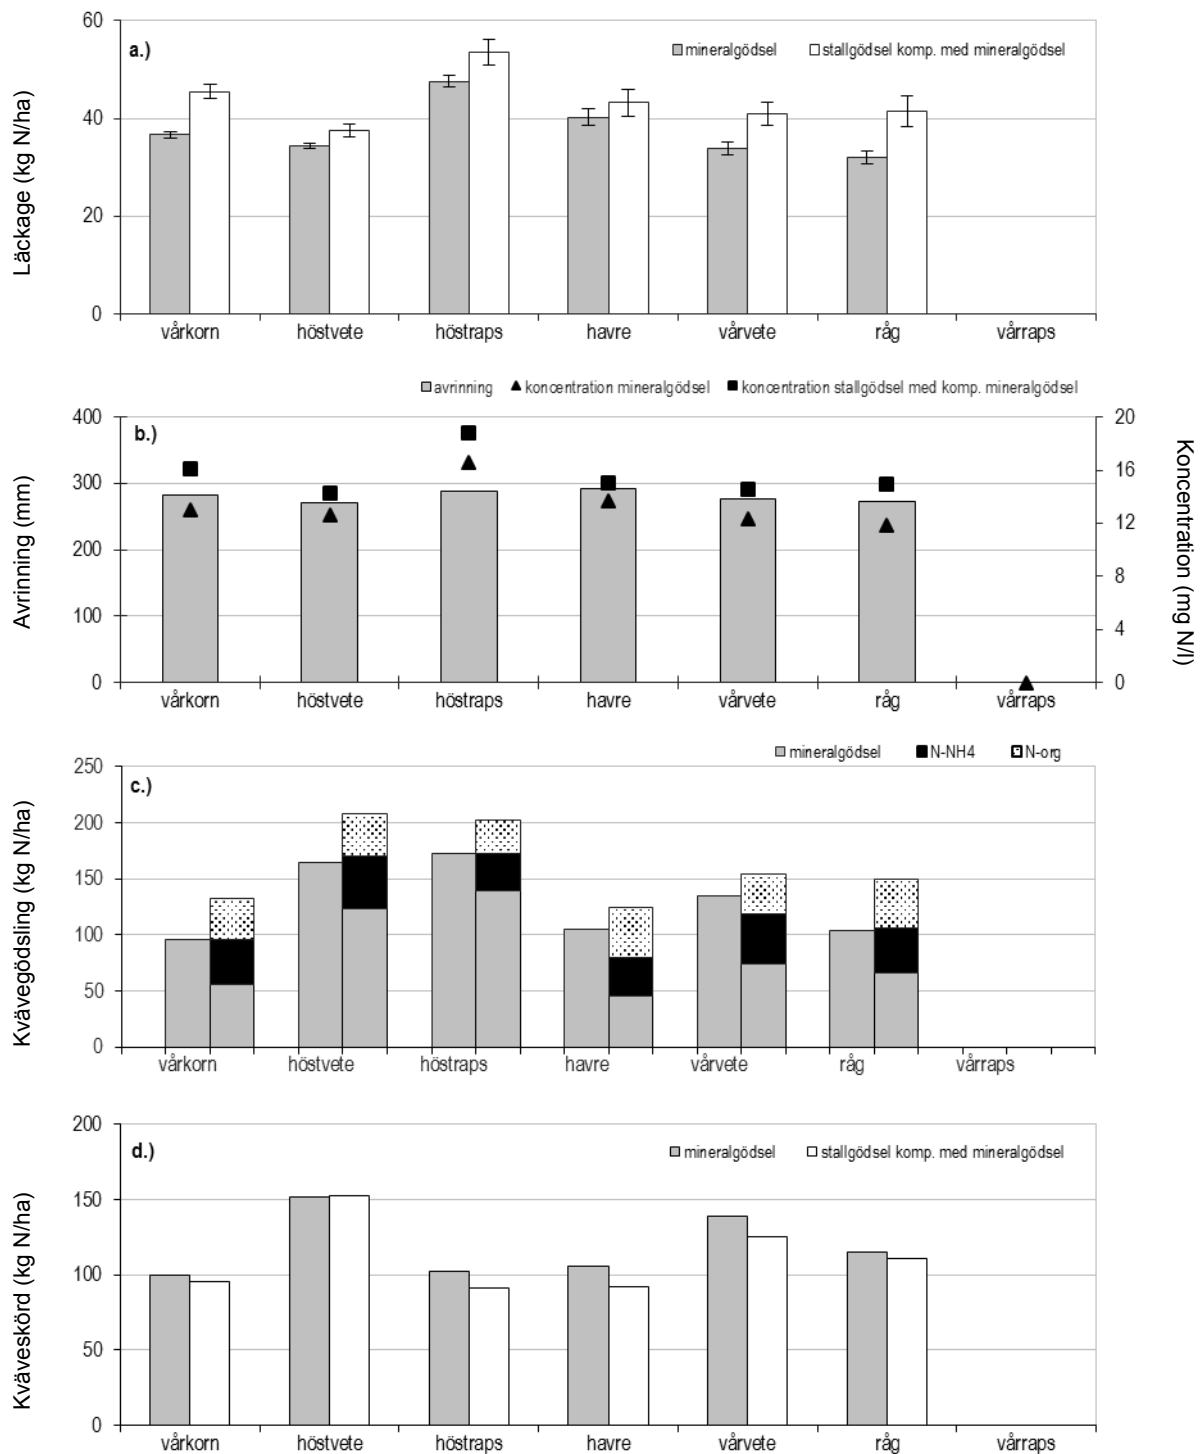 Läckage (kg N/ha)
60
40
20
0
a.)
mineralgödsel
stallgödsel komp. med mineralgödsel
vårkorn höstvete höstraps havre vårvete råg vårraps
avrinning
koncentration mineralgödsel
koncentration stallgödsel med komp. mineralgödsel
Avrinning (mm)
400
300
200
100
0
b.)
20
16
12
8
4
0
Koncentration (mg N/l)
vårkorn höstvete höstraps havre vårvete råg vårraps
mineralgödsel
N-NH4
N-org
Kvävegödsling (kg N/ha)
250
200
150
100
50
0
c.)
vårkorn höstvete höstraps havre vårvete råg vårraps
Kväveskörd (kg N/ha)
200
150
100
50
0
d.)
mineralgödsel
stallgödsel komp. med mineralgödsel
vårkorn höstvete höstraps havre vårvete råg vårraps